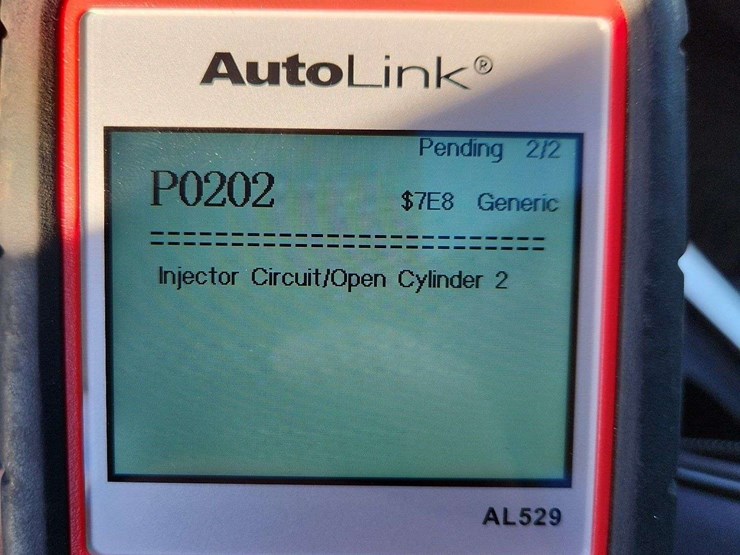 AutoLink®
Pending 2/2
P0202
$7E8 Generic
==========================
Injector Circuit/Open Cylinder 2
AL529